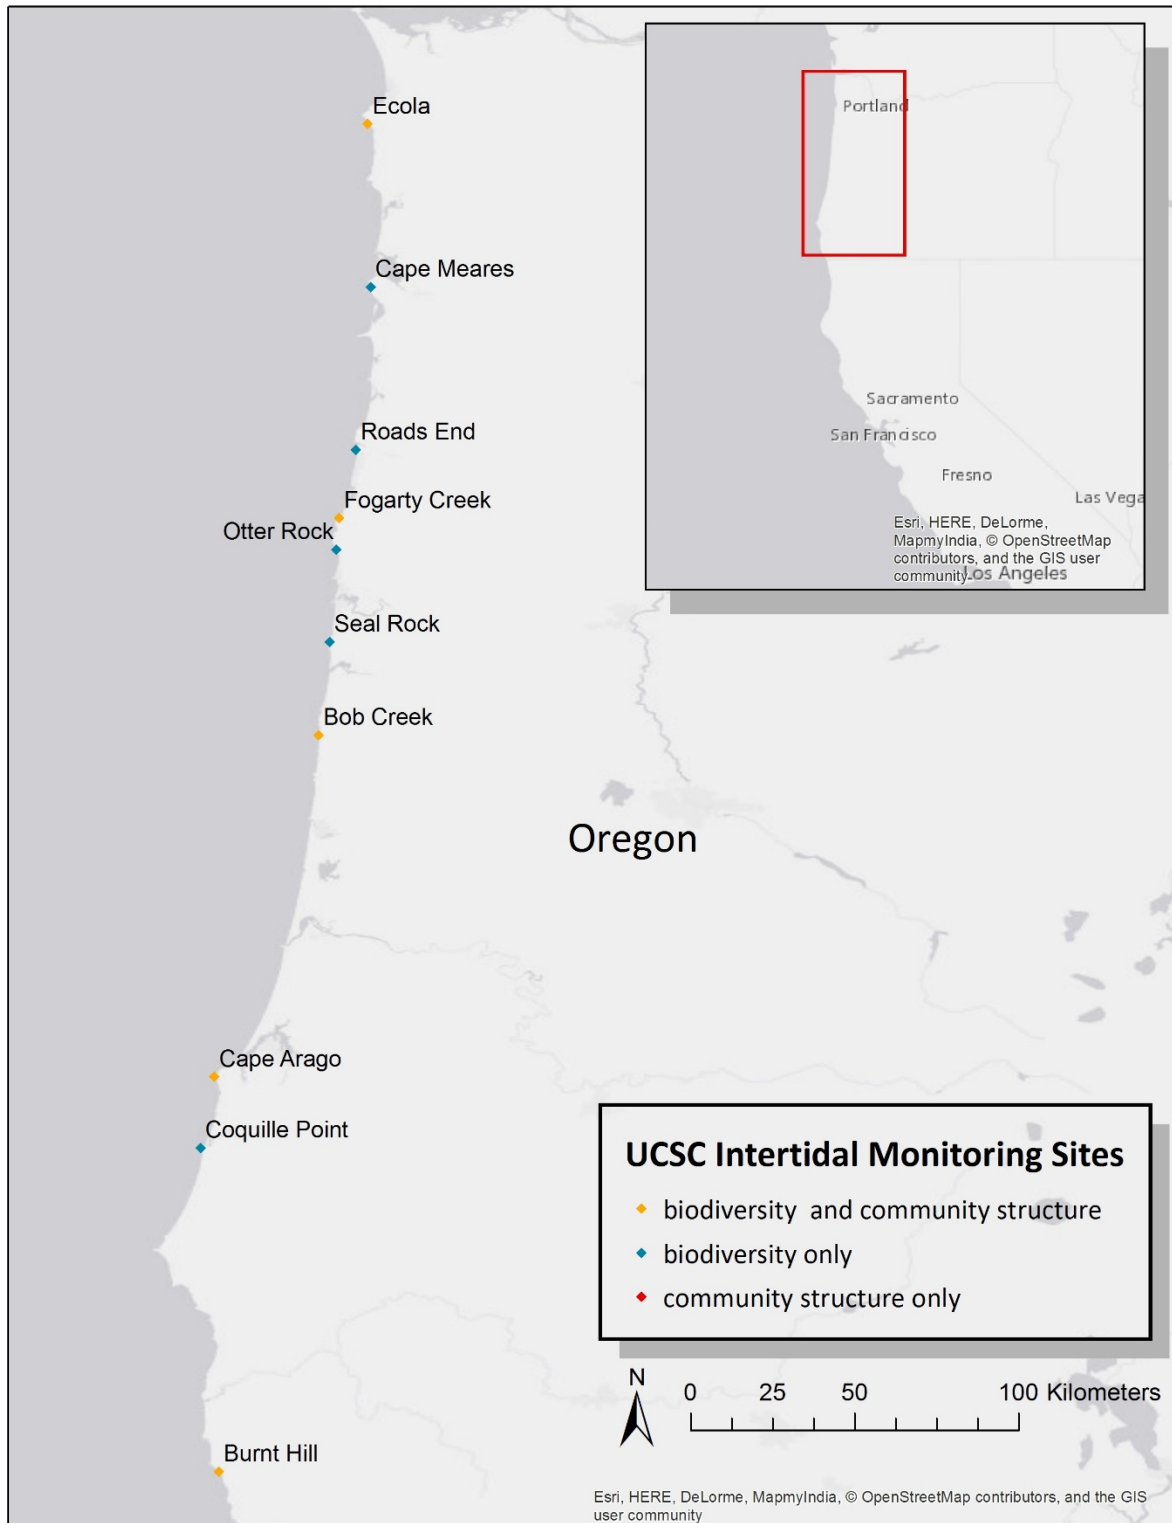 Ecola
Portland
Cape Meares
Sacramento
San Francisco
Roads End
Fresno
Fogarty Creek
Las Vega
Otter Rock
Esri, HERE, DeLorme,
MapmyIndia, © OpenStreetMap
contributors, and the GIS user
community
Los Angeles
Seal Rock
Bob Creek
Oregon
Cape Arago
Coquille Point
UCSC Intertidal Monitoring Sites
biodiversity and community structure
biodiversity only
community structure only
N
0 25 50 100 Kilometers
Burnt Hill
Esri, HERE, DeLorme, MapmyIndia, © OpenStreetMap contributors, and the GIS
user community